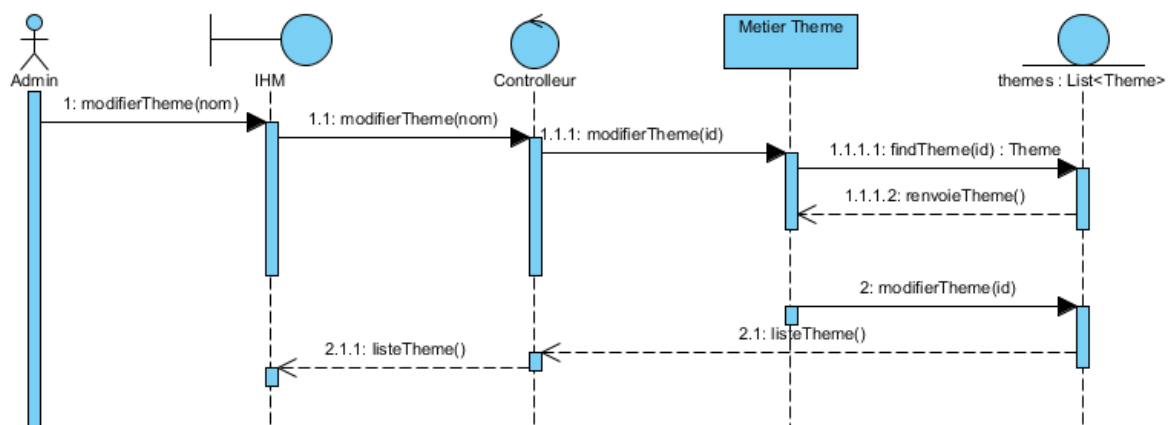 Metier Theme
Admin
IHM
Controlleur
themes : List<Theme>
1: modifierTheme(nom)
1.1: modifierTheme(nom)
1.1.1: modifierTheme(id)
1.1.1.1: findTheme(id) : Theme
1.1.1.2: renvoieTheme()
2: modifierTheme(id)
2.1: listeTheme()
2.1.1: listeTheme()